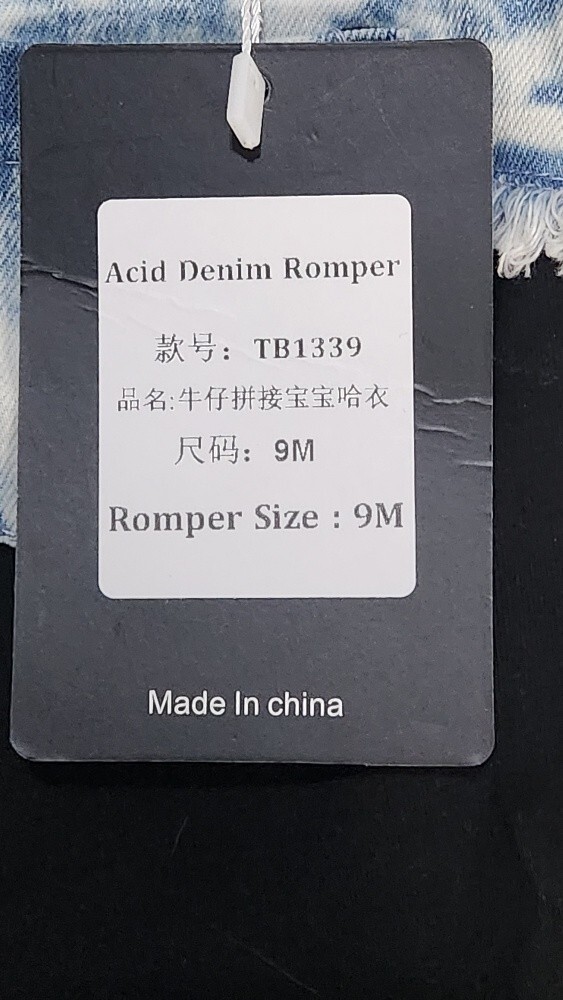 Acid Denim Romper
款号：TB1339
品名:牛仔拼接宝宝哈衣
尺码：9M
Romper Size : 9M
Made In china